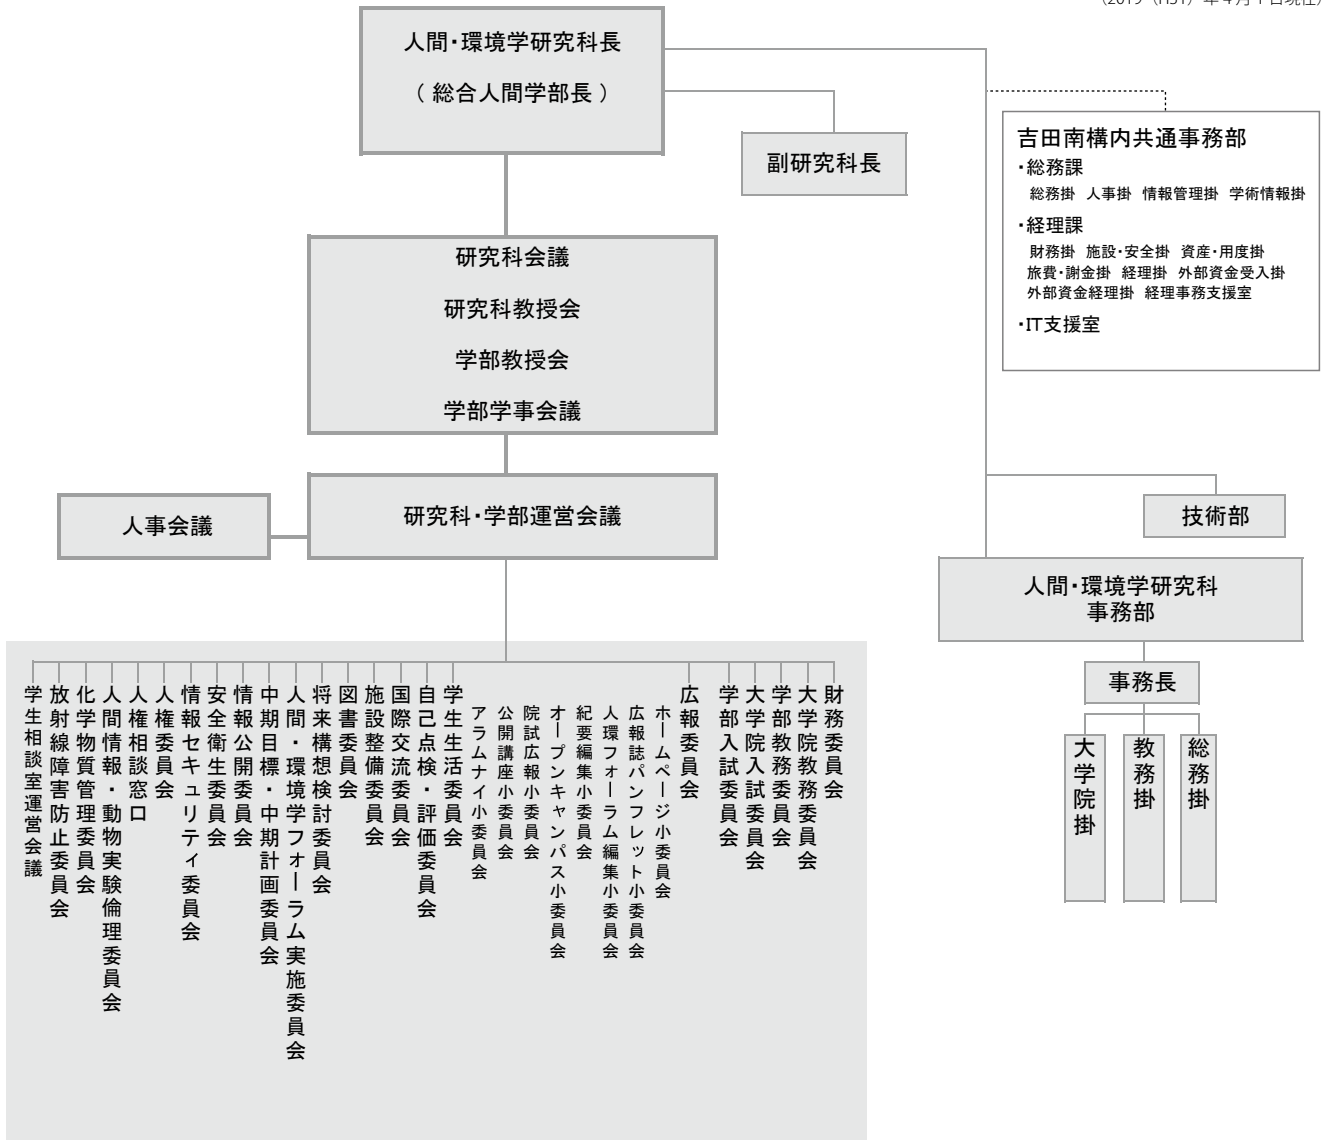 (2019（H31）年4月1日現在)
人間・環境学研究科長
（ 総合人間学部長 ）
副研究科長
吉田南構内共通事務部
・総務課
総務掛 人事掛 情報管理掛 学術情報掛
・経理課
財務掛 施設・安全掛 資産・用度掛
旅費・謝金掛 経理掛 外部資金受入掛
外部資金経理掛 経理事務支援室
・IT支援室
研究科会議
研究科教授会
学部教授会
学部学事会議
人事会議
研究科・学部運営会議
技術部
人間・環境学研究科
事務部
事務長
総務掛
教務掛
大学院掛
財務委員会
大学院教務委員会
学部教務委員会
大学院入試委員会
学部入試委員会
広報委員会
ホームページ小委員会
広報誌パンフレット小委員会
人環フォーラム編集小委員会
紀要編集小委員会
オープンキャンパス小委員会
院試広報小委員会
公開講座小委員会
アラムナイ小委員会
学生生活委員会
自己点検・評価委員会
国際交流委員会
施設整備委員会
図書委員会
将来構想検討委員会
人間・環境学フォーラム実施委員会
中期目標・中期計画委員会
情報公開委員会
安全衛生委員会
情報セキュリティ委員会
人権委員会
人権相談窓口
人間情報・動物実験倫理委員会
化学物質管理委員会
放射線障害防止委員会
学生相談室運営会議